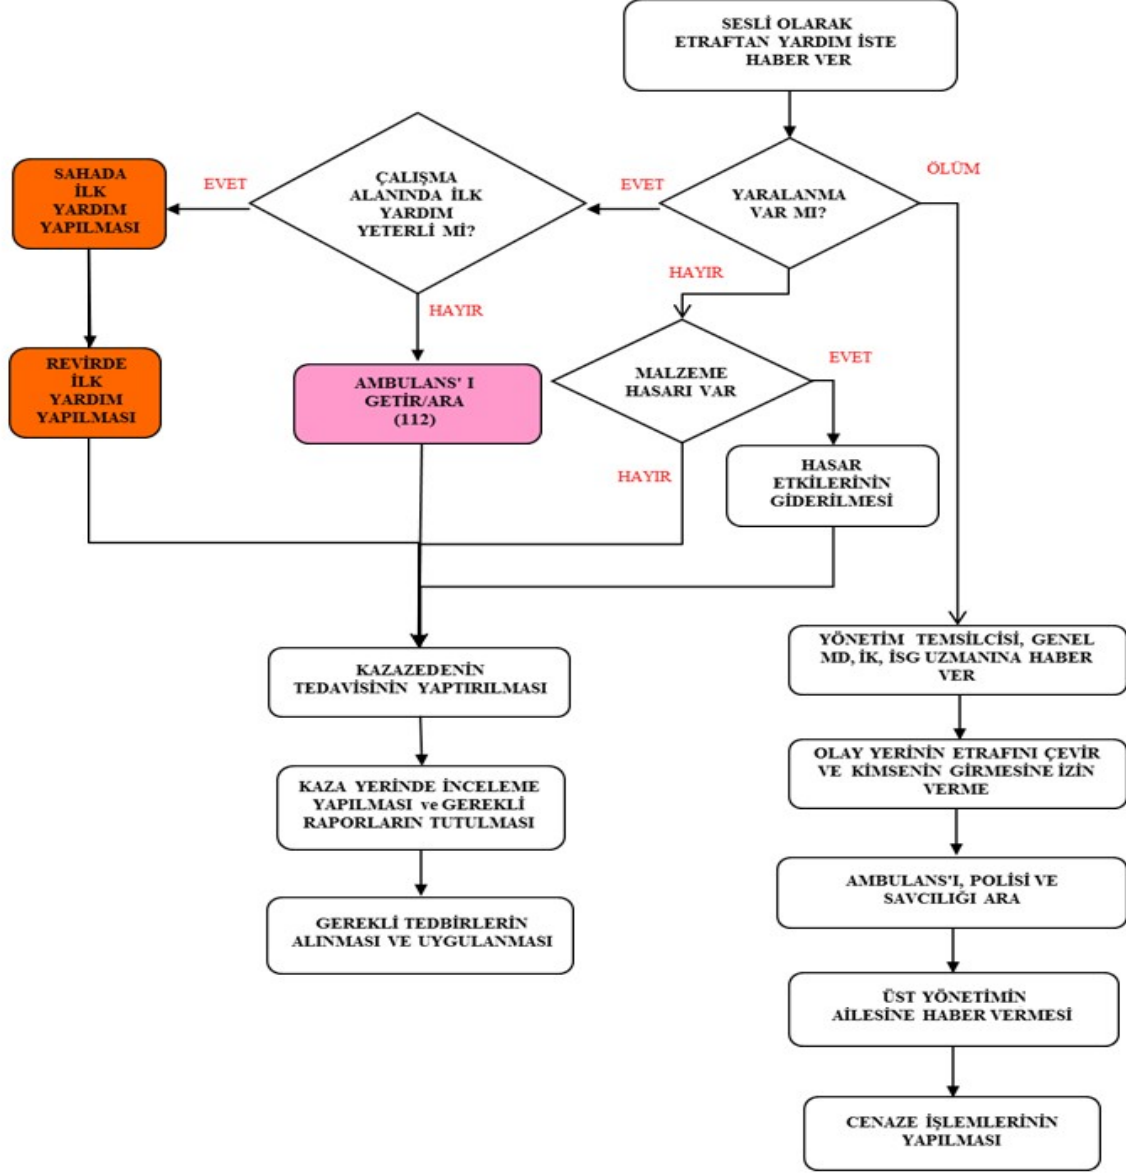 SESLİ OLARAK
ETRAFTAN YARDIM İSTE
HABER VER
YARALANMA
VAR MI?
ÖLÜM
EVET
HAYIR
ÇALIŞMA
ALANINDA İLK
YARDIM
YETERLİ Mİ?
EVET
HAYIR
SAHADA
İLK
YARDIM
YAPILMASI
REVİRDE
İLK
YARDIM
YAPILMASI
AMBULANS' I
GETİR/ARA
(112)
MALZEME
HASARI VAR
EVET
HAYIR
HASAR
ETKİLERİNİN
GİDERİLMESİ
KAZAZEDENİN
TEDAVİSİNİN YAPTIRILMASI
KAZA YERİNDE İNCELEME
YAPILMASI ve GEREKLİ
RAPORLARIN TUTULMASI
GEREKLİ TEDBİRLERİN
ALINMASI VE UYGULANMASI
YÖNETİM TEMSİLCİSİ, GENEL
MD, İK, İSG UZMANINA HABER
VER
OLAY YERİNİN ETRAFINI ÇEVİR
VE KİMSENİN GİRMESİNE İZİN
VERME
AMBULANS'I, POLİSİ VE
SAVCILIĞI ARA
ÜST YÖNETİMİN
AİLESİNE HABER VERMESİ
CENAZE İŞLEMLERİNİN
YAPILMASI